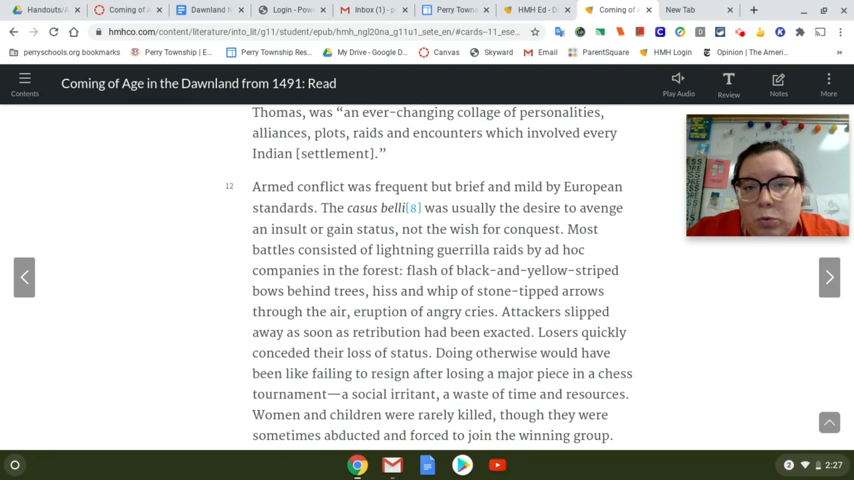 Handouts/A
Coming of A
Dawnland N
Login - Pow
Inbox (1) - p
Perry Town
HMH Ed - D
Coming of A
New Tab
hmhco.com/content/literature/into_lit/g11/student/epub/hmh_ngl20na_g11u1_sete_en/#cards--11_ese...
perryschools.org bookmarks
Perry Township | E...
Perry Township Res...
My Drive - Google D...
Canvas
Skyward
Email
ParentSquare
HMH Login
Opinion | The Ameri...
Contents
Coming of Age in the Dawnland from 1491: Read
Play Audio
Review
Notes
More
Thomas, was “an ever-changing collage of personalities,
alliances, plots, raids and encounters which involved every
Indian [settlement].”
12
Armed conflict was frequent but brief and mild by European
standards. The casus belli[8] was usually the desire to avenge
an insult or gain status, not the wish for conquest. Most
battles consisted of lightning guerrilla raids by ad hoc
companies in the forest: flash of black-and-yellow-striped
bows behind trees, hiss and whip of stone-tipped arrows
through the air, eruption of angry cries. Attackers slipped
away as soon as retribution had been exacted. Losers quickly
conceded their loss of status. Doing otherwise would have
been like failing to resign after losing a major piece in a chess
tournament—a social irritant, a waste of time and resources.
Women and children were rarely killed, though they were
sometimes abducted and forced to join the winning group.
2
2:27